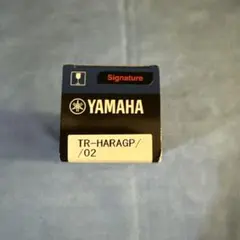 Signature
YAMAHA
TR-HARAGP/
/02